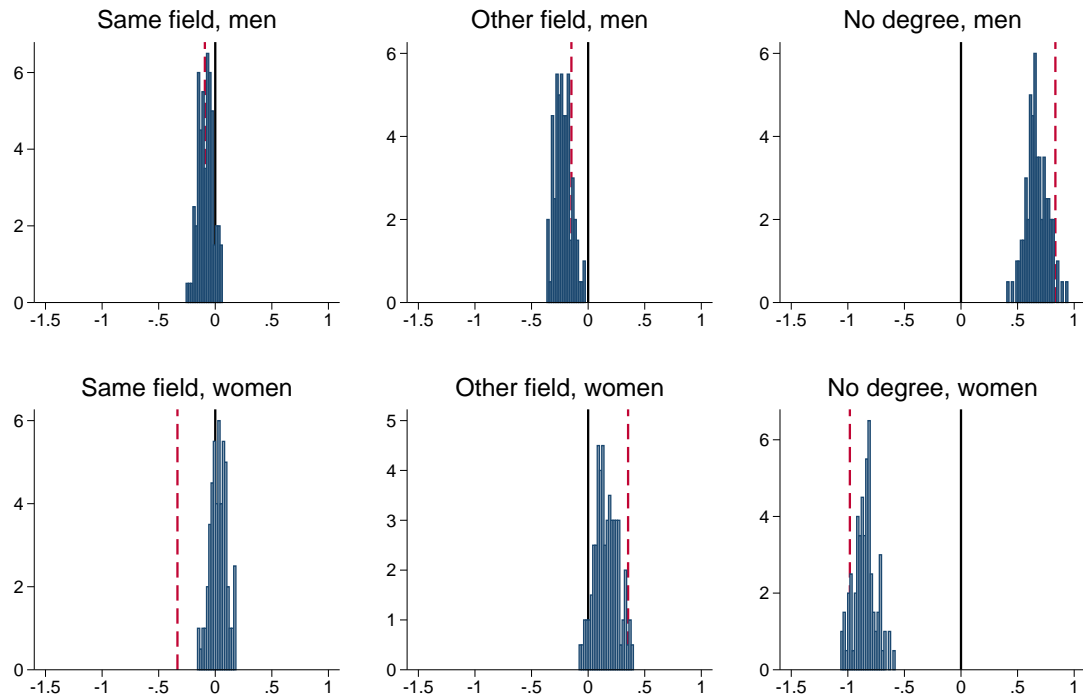 Same field, men
Other field, men
No degree, men
6
4
2
0
-1.5 -1 -.5 0 .5 1
6
4
2
0
-1.5 -1 -.5 0 .5 1
6
4
2
0
-1.5 -1 -.5 0 .5 1
Same field, women
Other field, women
No degree, women
6
4
2
0
-1.5 -1 -.5 0 .5 1
5
4
3
2
1
0
-1.5 -1 -.5 0 .5 1
6
4
2
0
-1.5 -1 -.5 0 .5 1